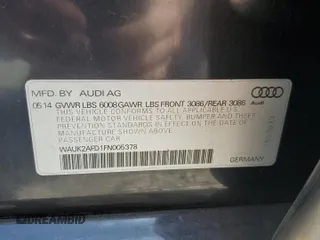 MFD. BY AUDI AG
06 14 GVWR LBS 6008 GAWR LBS FRONT 3086/REAR 3086
THIS VEHICLE CONFORMS TO ALL APPLICABLE U.S.
FEDERAL MOTOR VEHICLE SAFETY, BUMPER AND THEFT
PREVENTION STANDARDS IN EFFECT ON THE
DATE OF MANUFACTURE SHOWN ABOVE
PASSENGER CAR
WAUK2AFD1FN005378
Audi
GERMANY
DREAMBID